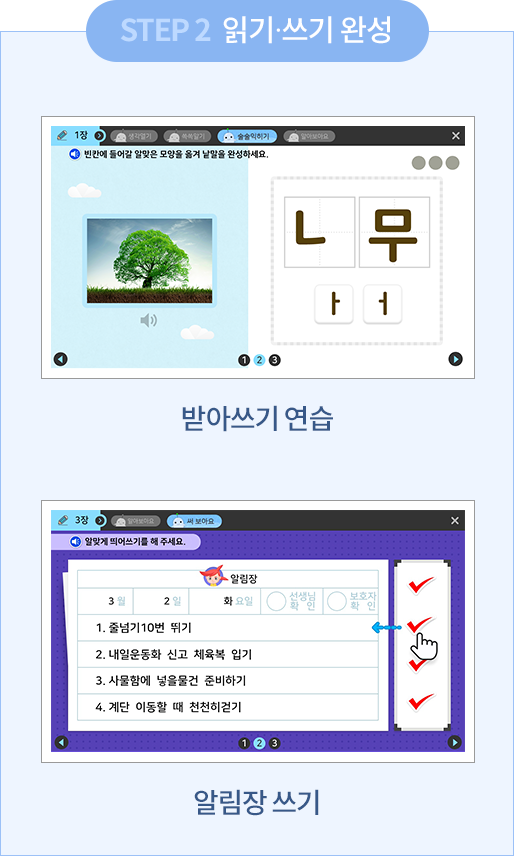 STEP 2 읽기·쓰기 완성
1장 생각열기 쏙쏙알기 술술익히기 알아보아요
빈칸에 들어갈 알맞은 모양을 옮겨 낱말을 완성하세요.
ㄴ 무
ㅏ ㅓ
1 2 3
받아쓰기 연습
3장 알아보아요 써 보아요
알맞게 띄어쓰기를 해 주세요.
알림장
3 월 2 일 화 요일 선생님 확 인 보호자 확 인
1. 줄넘기10번 뛰기
2. 내일운동화 신고 체육복 입기
3. 사물함에 넣을물건 준비하기
4. 계단 이동할 때 천천히걷기
1 2 3
알림장 쓰기